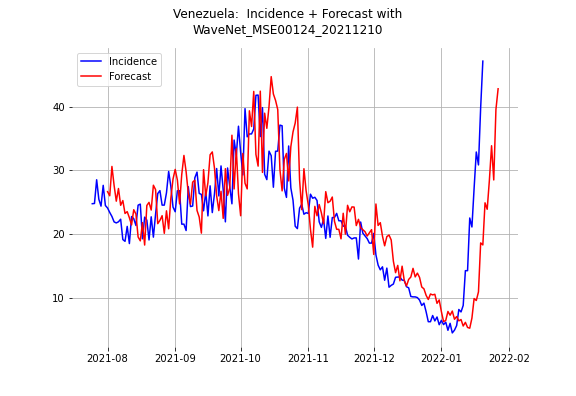 Venezuela:  Incidence + Forecast with
WaveNet_MSE00124_20211210
Incidence
Forecast
40
30
20
10
2021-08
2021-09
2021-10
2021-11
2021-12
2022-01
2022-02